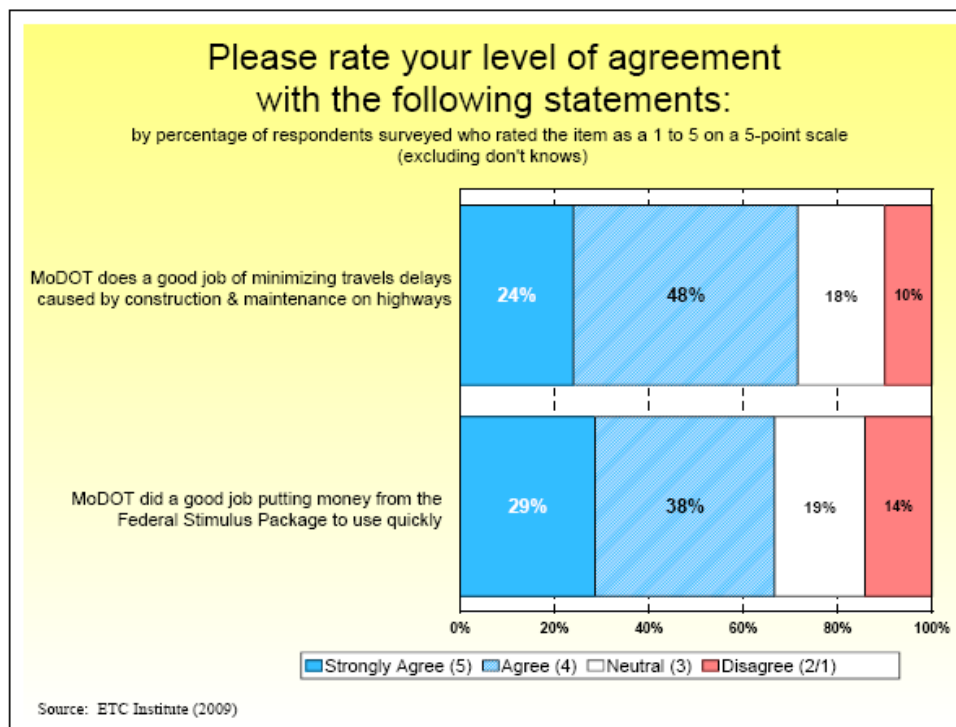 Please rate your level of agreement
with the following statements:
by percentage of respondents surveyed who rated the item as a 1 to 5 on a 5-point scale
(excluding don't knows)
MoDOT does a good job of minimizing travels delays
caused by construction & maintenance on highways
24%
48%
18%
10%
MoDOT did a good job putting money from the
Federal Stimulus Package to use quickly
29%
38%
19%
14%
0%
20%
40%
60%
80%
100%
Strongly Agree (5)
Agree (4)
Neutral (3)
Disagree (2/1)
Source: ETC Institute (2009)